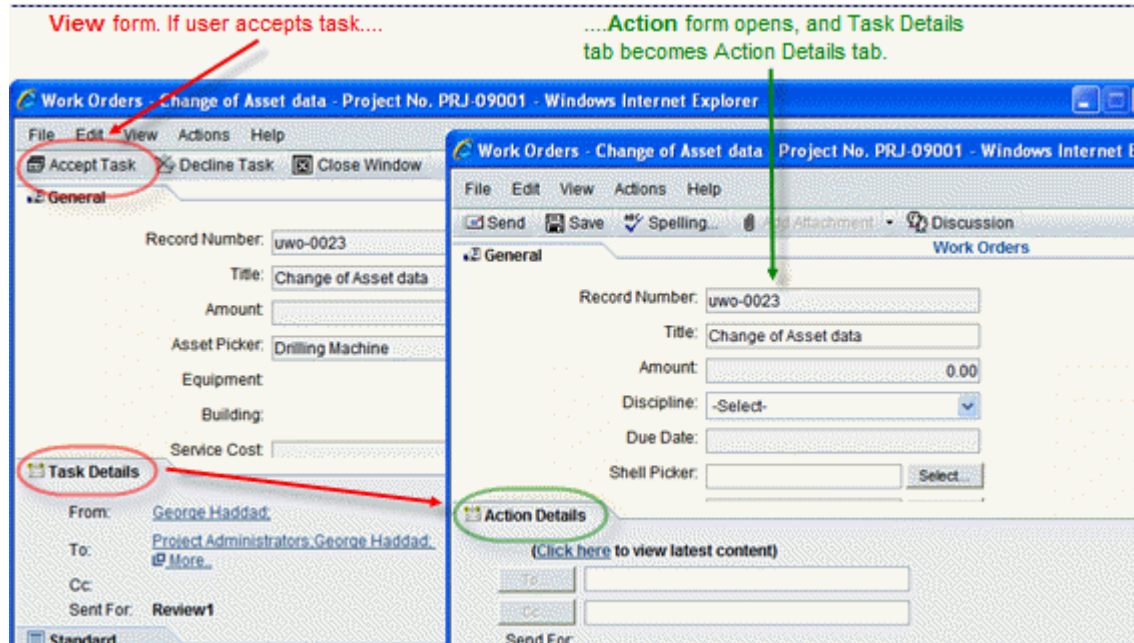 View form. If user accepts task....
....Action form opens, and Task Details
tab becomes Action Details tab.
Work Orders - Change of Asset data - Project No. PRJ-09001 - Windows Internet Explorer
File Edit View Actions Help
Accept Task Decline Task Close Window
General
Record Number: uwo-0023
Title: Change of Asset data
Amount:
Asset Picker: Drilling Machine
Equipment:
Building:
Service Cost:
Task Details
From: George Haddad;
To: Project Administrators;George Haddad;
More..
Cc:
Sent For: Review1
Standard
Work Orders - Change of Asset data - Project No. PRJ-09001 - Windows Internet E
File Edit View Actions Help
Send Save Spelling... Add Attachment Discussion
Work Orders
General
Record Number: uwo-0023
Title: Change of Asset data
Amount: 0.00
Discipline: -Select-
Due Date:
Shell Picker: Select...
Action Details
(Click here to view latest content)
To...
Cc...
Send For: